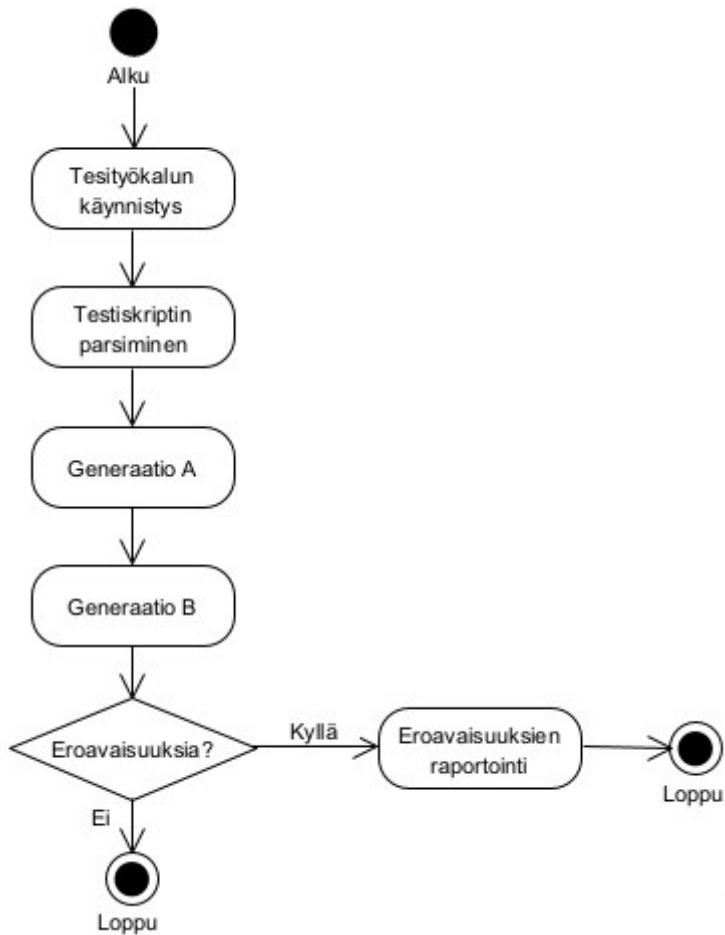 Alku
Tesityökalun
käynnistys
Testiskriptin
parsiminen
Generaatio A
Generaatio B
Eroavaisuuksia?
Kyllä
Eroavaisuuksien
raportointi
Loppu
Ei
Loppu